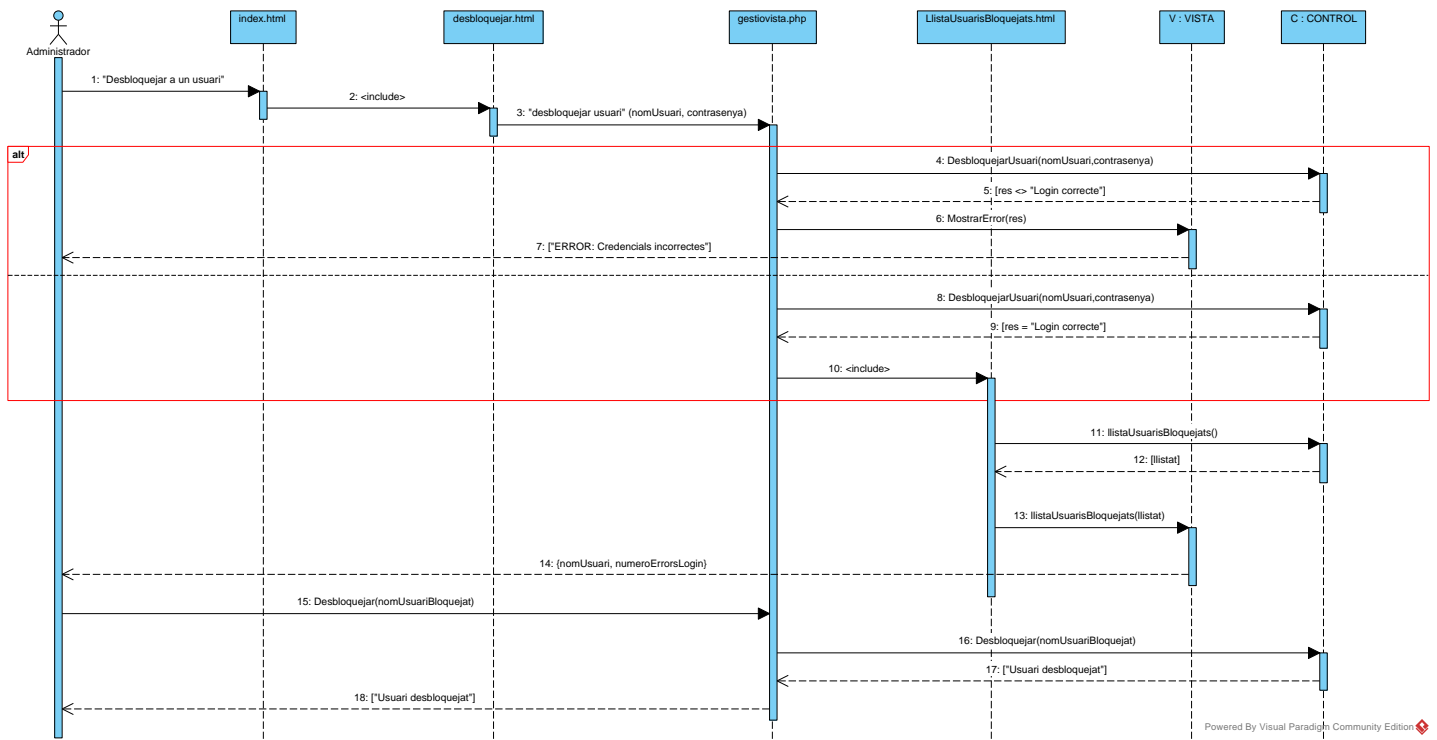 index.html
desbloquejar.html
gestiovista.php
LlistaUsuarisBloquejats.html
V : VISTA
C : CONTROL
Administrador
1: "Desbloquejar a un usuari"
2: <include>
3: "desbloquejar usuari" (nomUsuari, contrasenya)
alt
4: DesbloquejarUsuari(nomUsuari,contrasenya)
5: [res <> "Login correcte"]
6: MostrarError(res)
7: ["ERROR: Credencials incorrectes"]
8: DesbloquejarUsuari(nomUsuari,contrasenya)
9: [res = "Login correcte"]
10: <include>
11: llistaUsuarisBloquejats()
12: [llistat]
13: llistaUsuarisBloquejats(llistat)
14: {nomUsuari, numeroErrorsLogin}
15: Desbloquejar(nomUsuariBloquejat)
16: Desbloquejar(nomUsuariBloquejat)
17: ["Usuari desbloquejat"]
18: ["Usuari desbloquejat"]
Powered By Visual Paradigm Community Edition